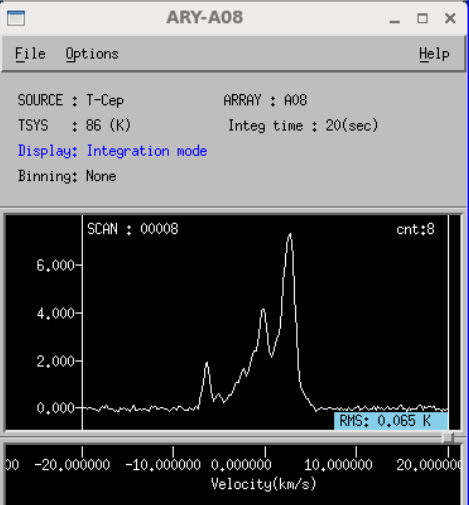 ARY-A08
File Options Help
SOURCE : T-Cep ARRAY : A08
TSYS : 86 (K) Integ time : 20(sec)
Display: Integration mode
Binning: None
SCAN : 00008 cnt:8
6.000
4.000
2.000
0.000
RMS: 0.065 K
00 -20.000000 -10.000000 0.000000 10.000000 20.00000
Velocity(km/s)